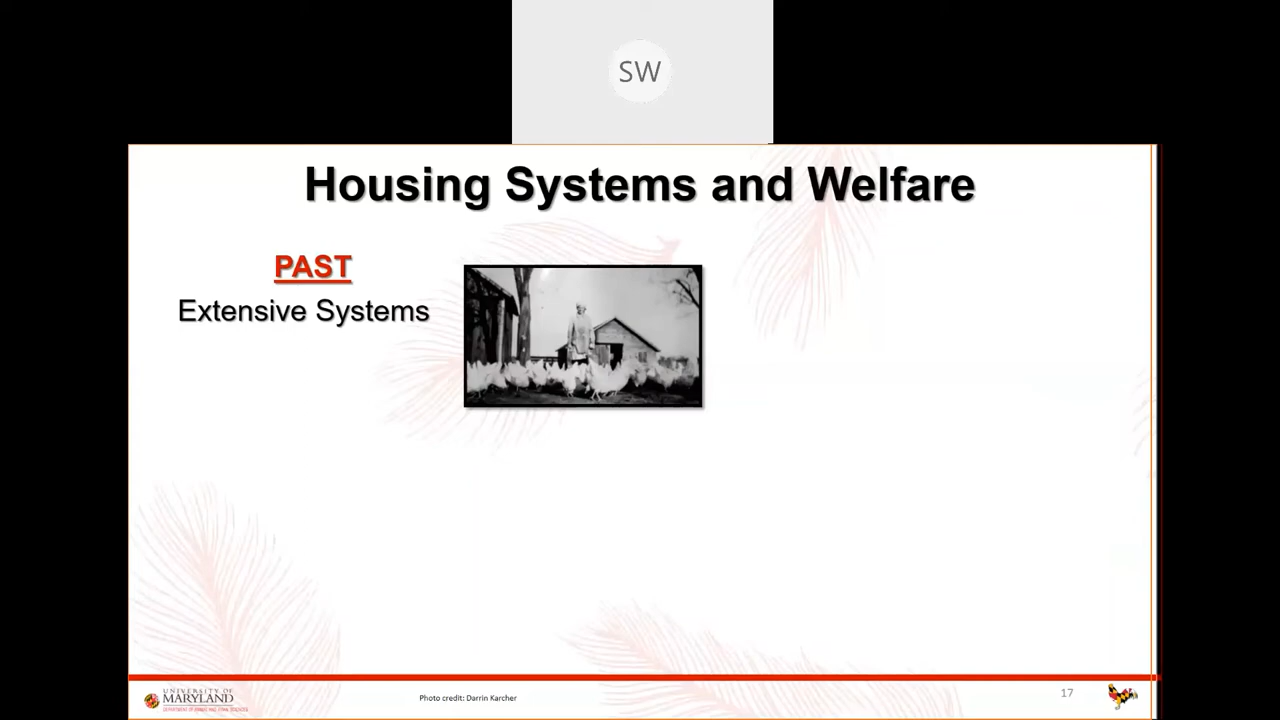 SW
Housing Systems and Welfare
PAST
Extensive Systems
UNIVERSITY OF
MARYLAND
Photo credit: Darrin Karcher
17